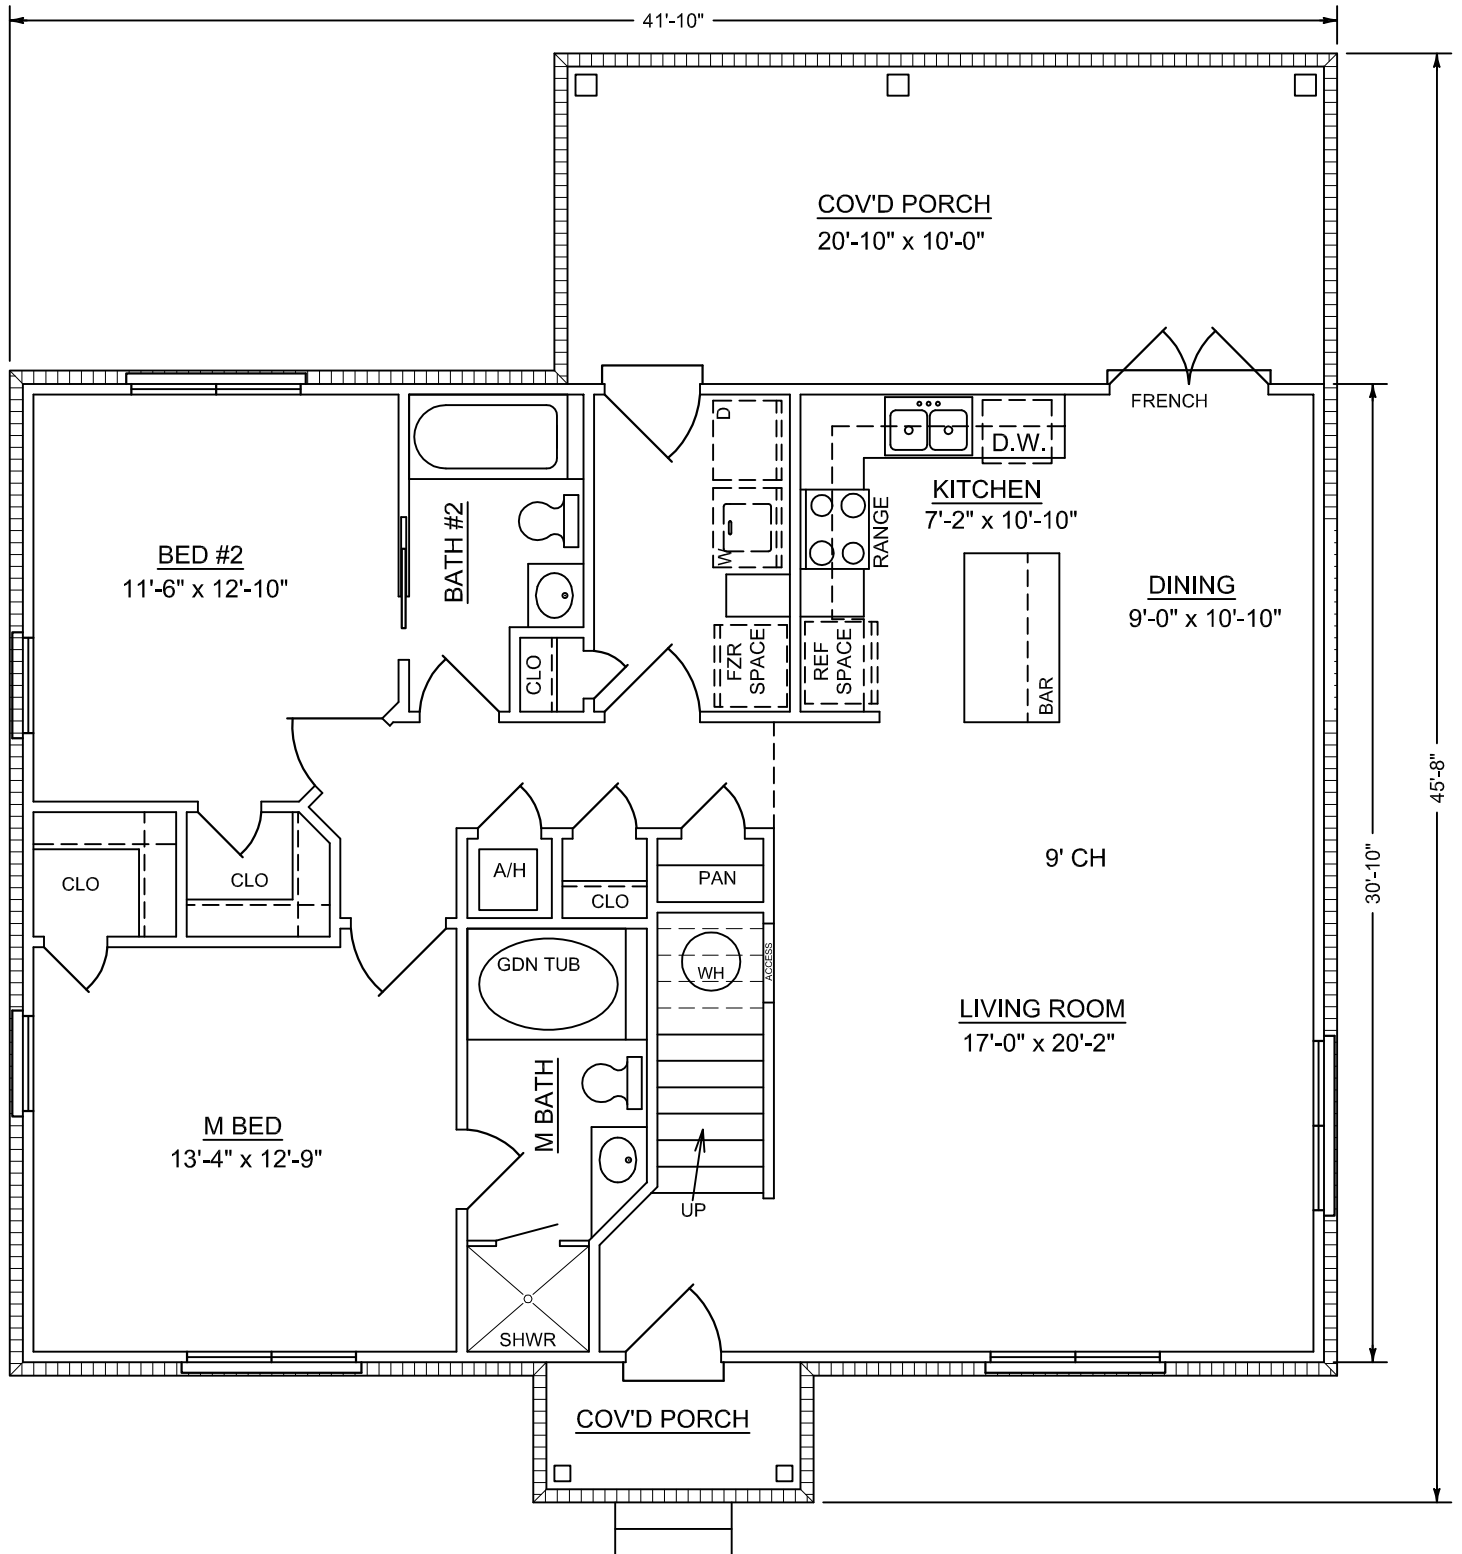 41'-10"
COV'D PORCH
20'-10" x 10'-0"
FRENCH
D
D.W.
KITCHEN
7'-2" x 10'-10"
RANGE
BATH #2
W
BED #2
11'-6" x 12'-10"
DINING
9'-0" x 10'-10"
CLO
FZR
SPACE
REF
SPACE
BAR
45'-8"
30'-10"
9' CH
CLO
CLO
A/H
CLO
PAN
GDN TUB
WH
ACCESS
LIVING ROOM
17'-0" x 20'-2"
M BATH
M BED
13'-4" x 12'-9"
UP
SHWR
COV'D PORCH